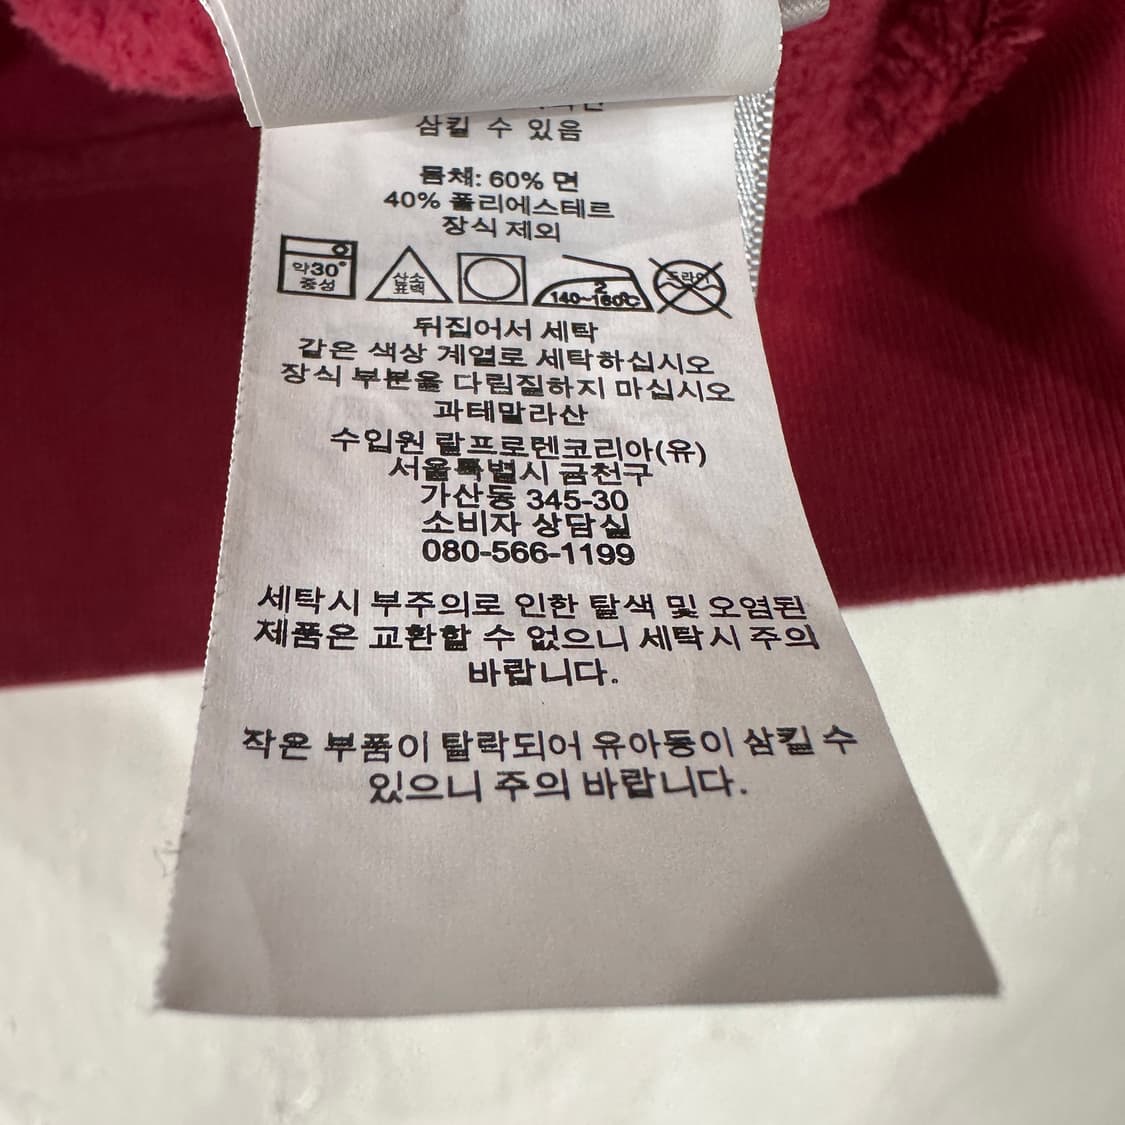 삼킬 수 있음
몸체: 60% 면
40% 폴리에스테르
장식 제외
약30°
중성
산소
표백
2
140~160℃
드라이
뒤집어서 세탁
같은 색상 계열로 세탁하십시오
장식 부분을 다림질하지 마십시오
과테말라산
수입원 랄프로렌코리아(유)
서울특별시 금천구
가산동 345-30
소비자 상담실
080-566-1199
세탁시 부주의로 인한 탈색 및 오염된
제품은 교환할 수 없으니 세탁시 주의
바랍니다.
작은 부품이 탈락되어 유아동이 삼킬 수
있으니 주의 바랍니다.